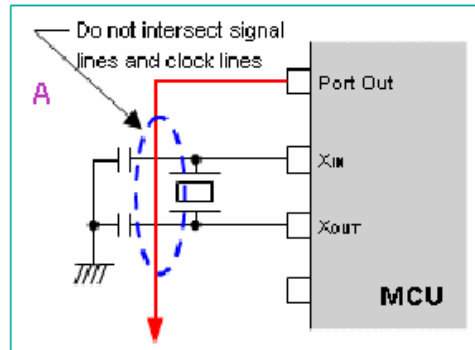 Do not intersect signal
lines and clock lines
A
Port Out
XIN
XOUT
MCU